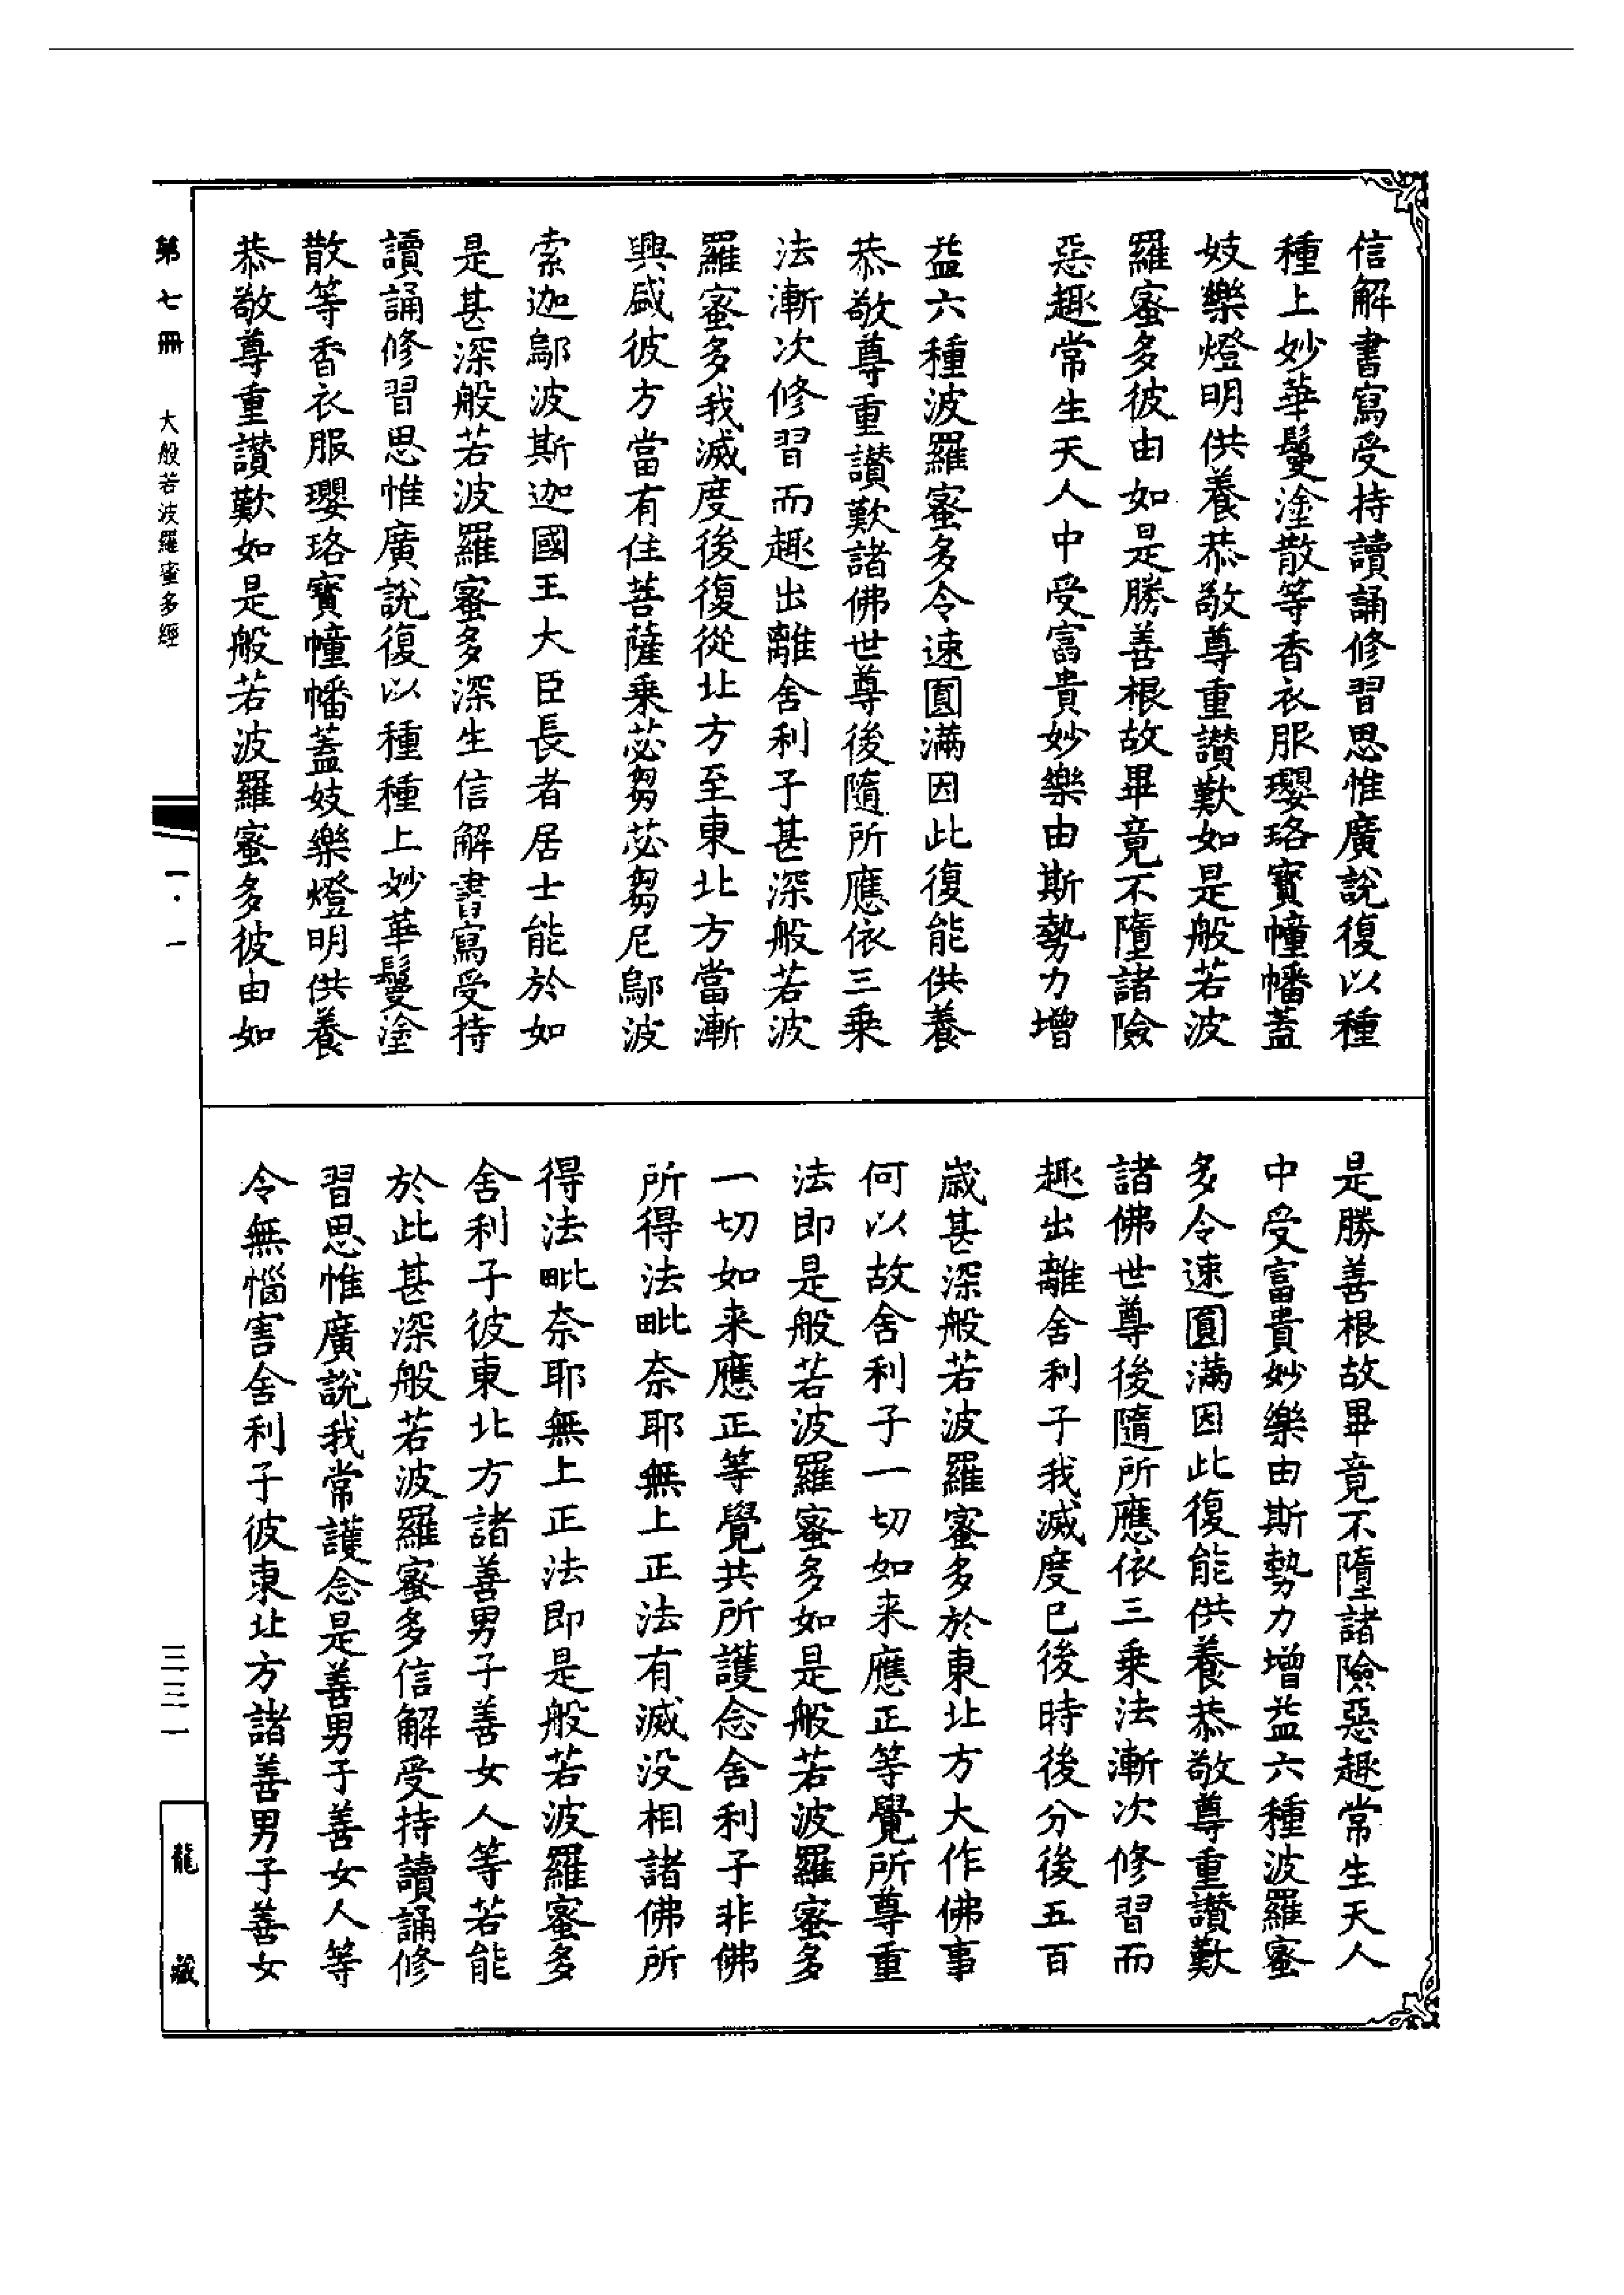 信解書寫受持讀誦修習思惟廣說復以種
種上妙華鬘塗散等香衣服瓔珞寶幢幡蓋
妓樂燈明供養恭敬尊重讚歎如是般若波
羅蜜多彼由如是勝善根故畢竟不墮諸險
惡趣常生天人中受富貴妙樂由斯勢力增
益六種波羅蜜多令速圓滿因此復能供養
恭敬尊重讚歎諸佛世尊後隨所應依三乘
法漸次修習而趣出離舍利子甚深般若波
羅蜜多我滅度後復從北方至東北方當漸
興盛彼方當有住菩薩乘苾芻苾芻尼鄔波
索迦鄔波斯迦國王大臣長者居士能於如
是甚深般若波羅蜜多深生信解書寫受持
讀誦修習思惟廣說復以種種上妙華鬘塗
散等香衣服瓔珞寶幢幡蓋妓樂燈明供養
恭敬尊重讚歎如是般若波羅蜜多彼由如
是勝善根故畢竟不墮諸險惡趣常生天人
中受富貴妙樂由斯勢力增益六種波羅蜜
多令速圓滿因此復能供養恭敬尊重讚歎
諸佛世尊後隨所應依三乘法漸次修習而
趣出離舍利子我滅度已後時後分後五百
歲甚深般若波羅蜜多於東北方大作佛事
何以故舍利子一切如來應正等覺所尊重
法即是般若波羅蜜多如是般若波羅蜜多
一切如來應正等覺共所護念舍利子非佛
所得法毗奈耶無上正法有滅沒相諸佛所
得法毗奈耶無上正法即是般若波羅蜜多
舍利子彼東北方諸善男子善女人等若能
於此甚深般若波羅蜜多信解受持讀誦修
習思惟廣說我常護念是善男子善女人等
令無惱害舍利子彼東北方諸善男子善女
第七冊 大般若波羅蜜多經 一·一 三三一 龍藏